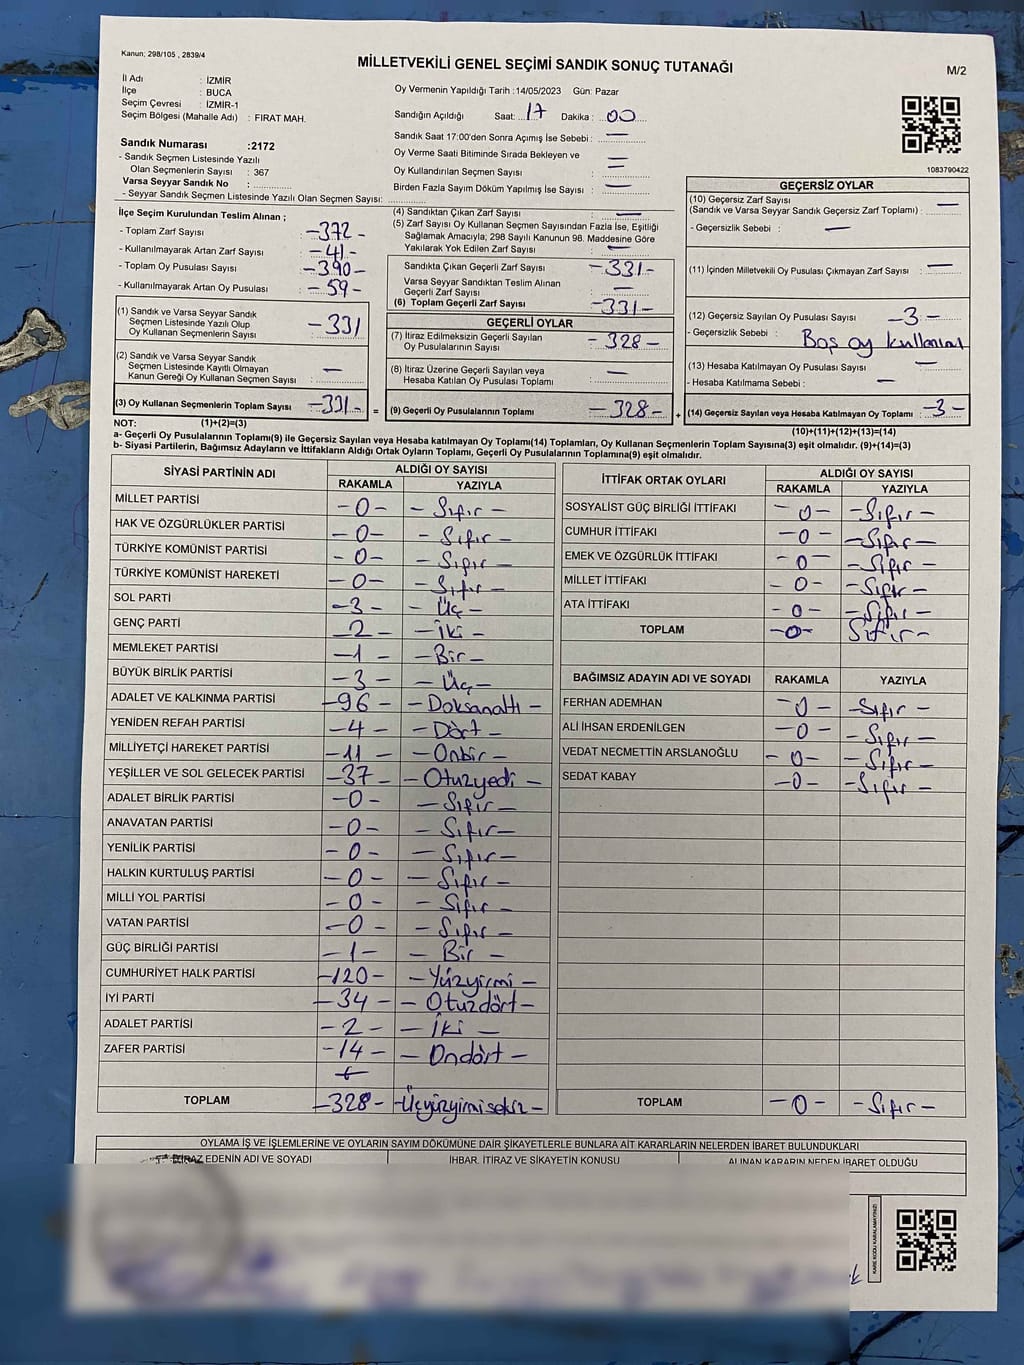 Kanun; 298/105 , 2839/4
MİLLETVEKİLİ GENEL SEÇİMİ SANDIK SONUÇ TUTANAĞI
M/2
İl Adı : İZMİR
İlçe : BUCA
Seçim Çevresi : İZMİR-1
Seçim Bölgesi (Mahalle Adı) : FIRAT MAH.
Oy Vermenin Yapıldığı Tarih :14/05/2023 Gün: Pazar
Sandığın Açıldığı Saat: 17 Dakika : 00
Sandık Saat 17:00'den Sonra Açımış İse Sebebi : —
Oy Verme Saati Bitiminde Sırada Bekleyen ve
Oy Kullandırılan Seçmen Sayısı : —
Birden Fazla Sayım Döküm Yapılmış İse Sayısı : —
Sandık Numarası :2172
- Sandık Seçmen Listesinde Yazılı
Olan Seçmenlerin Sayısı : 367
Varsa Seyyar Sandık No :
- Seyyar Sandık Seçmen Listesinde Yazılı Olan Seçmen Sayısı:
1083790422
İlçe Seçim Kurulundan Teslim Alınan ;
- Toplam Zarf Sayısı : -372-
- Kullanılmayarak Artan Zarf Sayısı : -41-
- Toplam Oy Pusulası Sayısı : -390-
- Kullanılmayarak Artan Oy Pusulası : -59-
(1) Sandık ve Varsa Seyyar Sandık
Seçmen Listesinde Yazılı Olup
Oy Kullanan Seçmenlerin Sayısı : -331
(2) Sandık ve Varsa Seyyar Sandık
Seçmen Listesinde Kayıtlı Olmayan
Kanun Gereği Oy Kullanan Seçmen Sayısı : —
(3) Oy Kullanan Seçmenlerin Toplam Sayısı -331- =
(4) Sandıktan Çıkan Zarf Sayısı : —
(5) Zarf Sayısı Oy Kullanan Seçmen Sayısından Fazla İse, Eşitliği
Sağlamak Amacıyla; 298 Sayılı Kanunun 98. Maddesine Göre
Yakılarak Yok Edilen Zarf Sayısı : —
Sandıkta Çıkan Geçerli Zarf Sayısı -331-
Varsa Seyyar Sandıktan Teslim Alınan
Geçerli Zarf Sayısı : —
(6) Toplam Geçerli Zarf Sayısı -331-
GEÇERLİ OYLAR
(7) İtiraz Edilmeksizin Geçerli Sayılan
Oy Pusulalarının Sayısı : -328-
(8) İtiraz Üzerine Geçerli Sayılan veya
Hesaba Katılan Oy Pusulası Toplamı : —
(9) Geçerli Oy Pusulalarının Toplamı -328- +
GEÇERSİZ OYLAR
(10) Geçersiz Zarf Sayısı
(Sandık ve Varsa Seyyar Sandık Geçersiz Zarf Toplamı) : —
- Geçersizlik Sebebi : —
(11) İçinden Milletvekili Oy Pusulası Çıkmayan Zarf Sayısı : —
(12) Geçersiz Sayılan Oy Pusulası Sayısı : -3-
- Geçersizlik Sebebi : Boş oy kullanımı
(13) Hesaba Katılmayan Oy Pusulası Sayısı : —
- Hesaba Katılmama Sebebi : —
(14) Geçersiz Sayılan veya Hesaba Katılmayan Oy Toplamı -3-
NOT: (1)+(2)=(3)
(10)+(11)+(12)+(13)=(14)
a- Geçerli Oy Pusulalarının Toplamı(9) ile Geçersiz Sayılan veya Hesaba katılmayan Oy Toplamı(14) Toplamları, Oy Kullanan Seçmenlerin Toplam Sayısına(3) eşit olmalıdır. (9)+(14)=(3)
b- Siyasi Partilerin, Bağımsız Adayların ve İttifakların Aldığı Ortak Oyların Toplamı, Geçerli Oy Pusulalarının Toplamına(9) eşit olmalıdır.
SİYASİ PARTİNİN ADI ALDIĞI OY SAYISI
RAKAMLA YAZIYLA
MİLLET PARTİSİ -0- -Sıfır-
HAK VE ÖZGÜRLÜKLER PARTİSİ -0- -Sıfır-
TÜRKİYE KOMÜNİST PARTİSİ -0- -Sıfır-
TÜRKİYE KOMÜNİST HAREKETİ -0- -Sıfır-
SOL PARTİ -3- -Üç-
GENÇ PARTİ -2- -İki-
MEMLEKET PARTİSİ -1- -Bir-
BÜYÜK BİRLİK PARTİSİ -3- -Üç-
ADALET VE KALKINMA PARTİSİ -96- -Doksanaltı-
YENİDEN REFAH PARTİSİ -4- -Dört-
MİLLİYETÇİ HAREKET PARTİSİ -11- -Onbir-
YEŞİLLER VE SOL GELECEK PARTİSİ -37- -Otuzyedi-
ADALET BİRLİK PARTİSİ -0- -Sıfır-
ANAVATAN PARTİSİ -0- -Sıfır-
YENİLİK PARTİSİ -0- -Sıfır-
HALKIN KURTULUŞ PARTİSİ -0- -Sıfır-
MİLLİ YOL PARTİSİ -0- -Sıfır-
VATAN PARTİSİ -0- -Sıfır-
GÜÇ BİRLİĞİ PARTİSİ -1- -Bir-
CUMHURİYET HALK PARTİSİ -120- -Yüzyirmi-
İYİ PARTİ -34- -Otuzdört-
ADALET PARTİSİ -2- -İki-
ZAFER PARTİSİ -14- -Ondört-
TOPLAM -328- -Üçyüzyirmisekiz-
İTTİFAK ORTAK OYLARI ALDIĞI OY SAYISI
RAKAMLA YAZIYLA
SOSYALİST GÜÇ BİRLİĞİ İTTİFAKI -0- -Sıfır-
CUMHUR İTTİFAKI -0- -Sıfır-
EMEK VE ÖZGÜRLÜK İTTİFAKI -0- -Sıfır-
MİLLET İTTİFAKI -0- -Sıfır-
ATA İTTİFAKI -0- -Sıfır-
TOPLAM -0- Sıfır-
BAĞIMSIZ ADAYIN ADI VE SOYADI RAKAMLA YAZIYLA
FERHAN ADEMHAN -0- -Sıfır-
ALİ İHSAN ERDENİLGEN -0- -Sıfır-
VEDAT NECMETTİN ARSLANOĞLU -0- -Sıfır-
SEDAT KABAY -0- -Sıfır-
TOPLAM -0- -Sıfır-
OYLAMA İŞ VE İŞLEMLERİNE VE OYLARIN SAYIM DÖKÜMÜNE DAİR ŞİKAYETLERLE BUNLARA AİT KARARLARIN NELERDEN İBARET BULUNDUKLARI
İTİRAZ EDENİN ADI VE SOYADI İHBAR, İTİRAZ VE ŞİKAYETİN KONUSU ALINAN KARARIN NEDEN İBARET OLDUĞU
KARE KODU KARALAMAYINIZ!